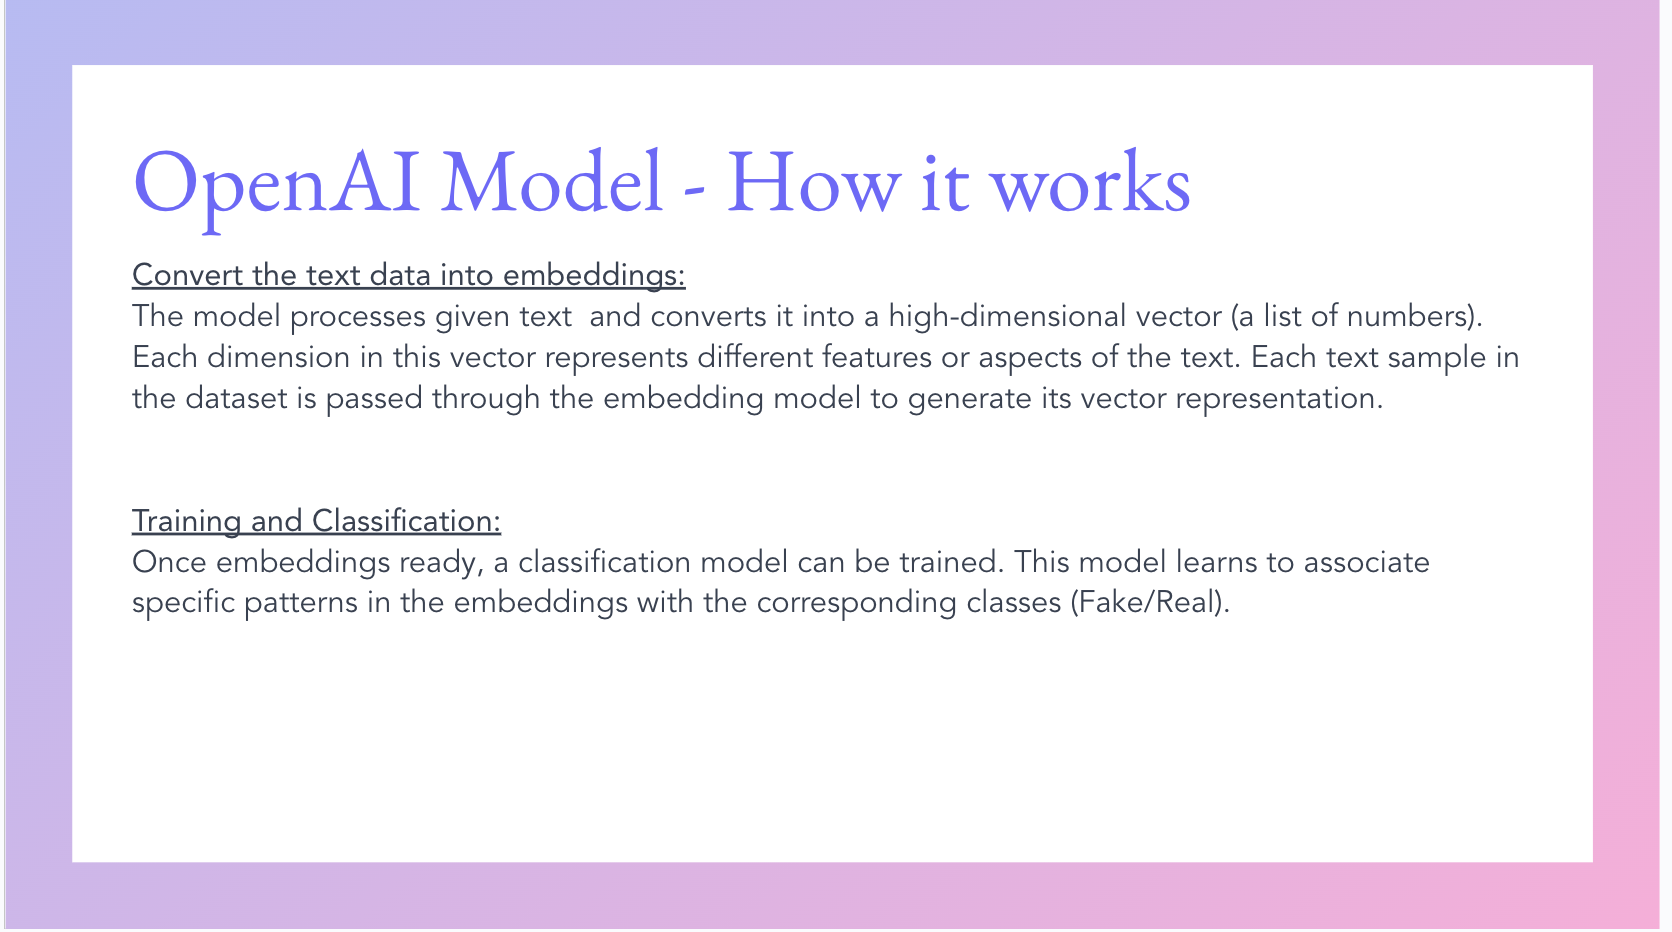 OpenAI Model - How it works
Convert the text data into embeddings:
The model processes given text  and converts it into a high-dimensional vector (a list of numbers).
Each dimension in this vector represents different features or aspects of the text. Each text sample in
the dataset is passed through the embedding model to generate its vector representation.
Training and Classification:
Once embeddings ready, a classification model can be trained. This model learns to associate
specific patterns in the embeddings with the corresponding classes (Fake/Real).